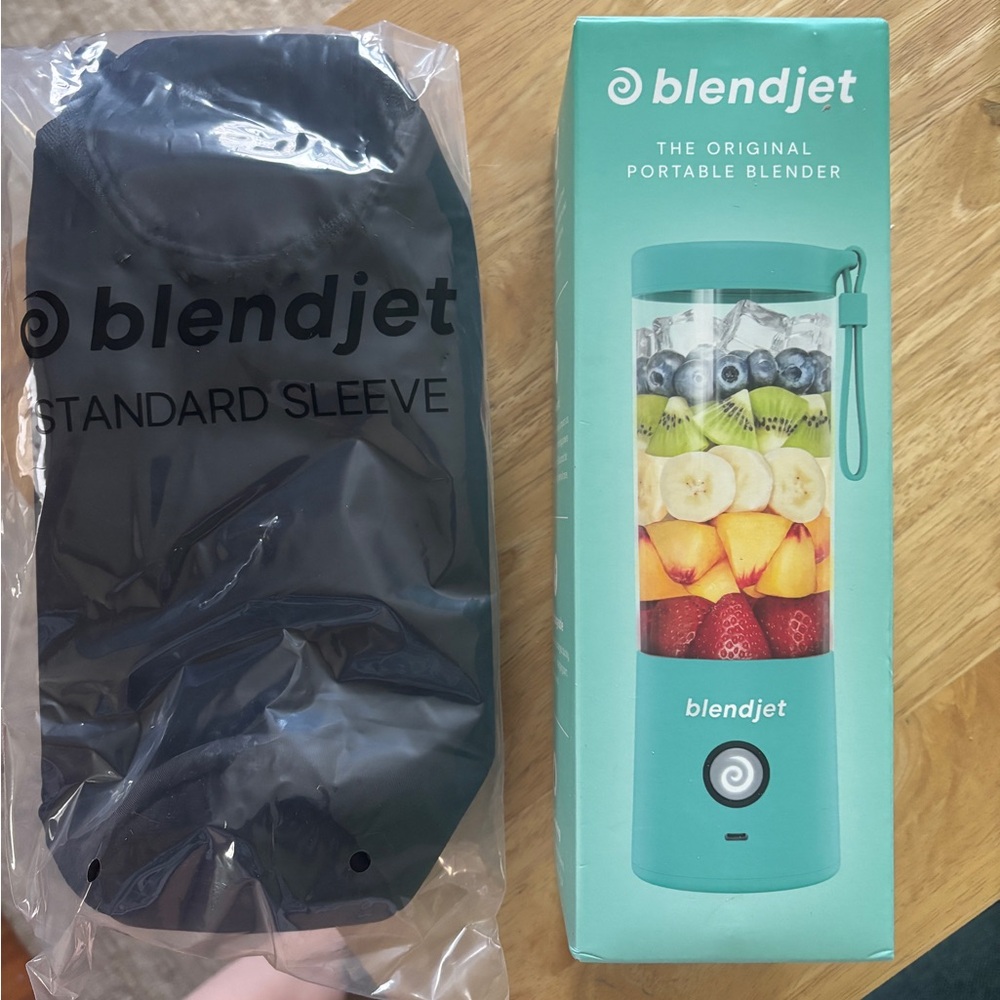 blendjet
STANDARD SLEEVE
blendjet
THE ORIGINAL
PORTABLE BLENDER
blendjet